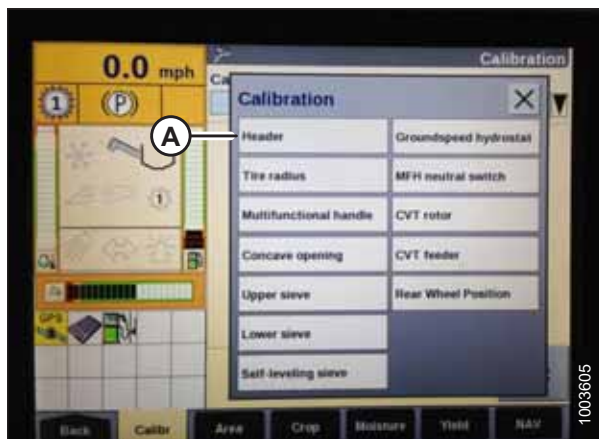 0.0 mph
Calibration
Ca
1
(P)
A
Calibration
Header
Groundspeed hydrostat
Tire radius
MFH neutral switch
Multifunctional handle
CVT rotor
Concave opening
CVT feeder
Upper sieve
Rear Wheel Position
Lower sieve
Self-leveling sieve
1
GPS
Back
Calibr
Area
Crop
Moisture
Yield
NAV
1003605